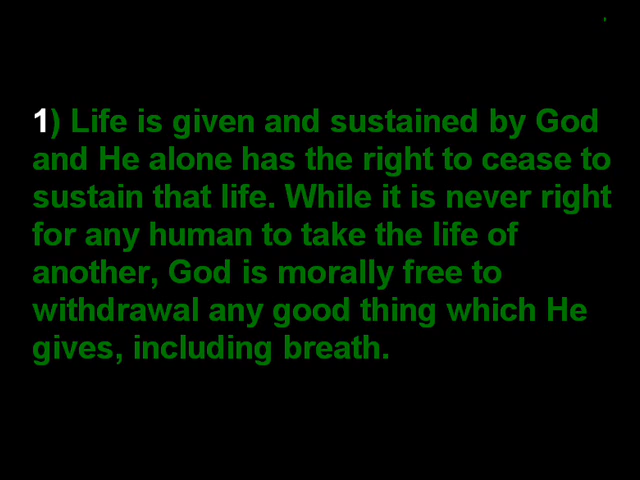 1) Life is given and sustained by God
and He alone has the right to cease to
sustain that life. While it is never right
for any human to take the life of
another, God is morally free to
withdrawal any good thing which He
gives, including breath.